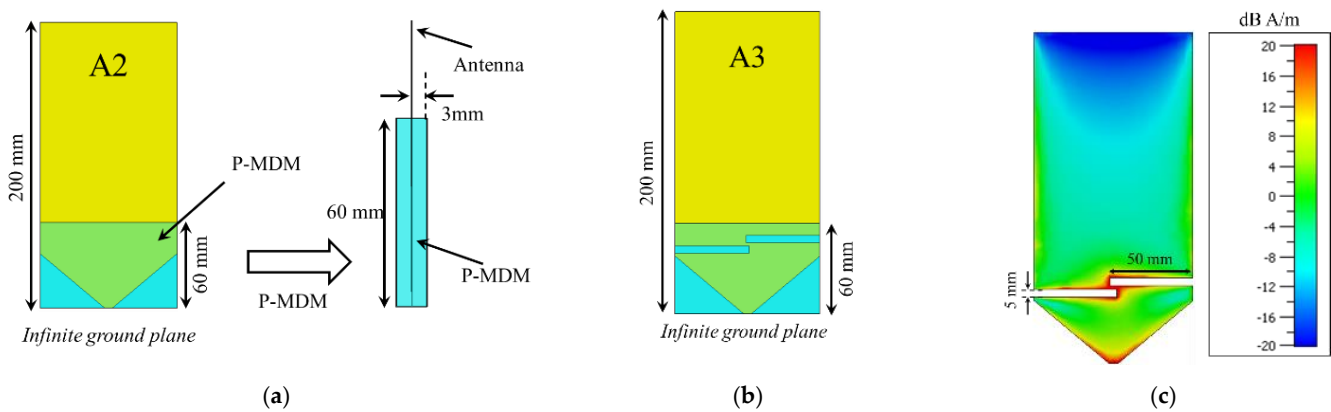 A2
200 mm
P-MDM
60 mm
Infinite ground plane
P-MDM
Antenna
3mm
60 mm
P-MDM
(a)
A3
200 mm
60 mm
Infinite ground plane
(b)
50 mm
5 mm
dB A/m
20
16
12
8
4
0
-4
-8
-12
-16
-20
(c)